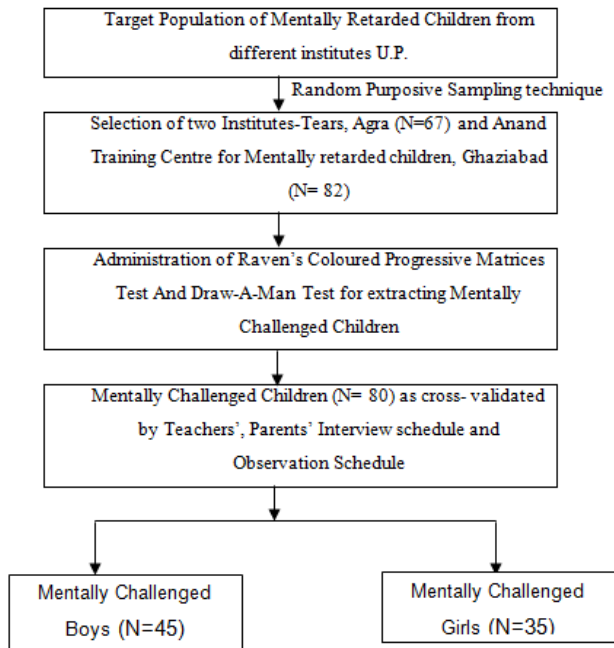 Target Population of Mentally Retarded Children from
different institutes U.P.
Random Purposive Sampling technique
Selection of two Institutes-Tears, Agra (N=67) and Anand
Training Centre for Mentally retarded children, Ghaziabad
(N= 82)
Administration of Raven's Coloured Progressive Matrices
Test And Draw-A-Man Test for extracting Mentally
Challenged Children
Mentally Challenged Children (N= 80) as cross- validated
by Teachers', Parents' Interview schedule and
Observation Schedule
Mentally Challenged
Boys (N=45)
Mentally Challenged
Girls (N=35)